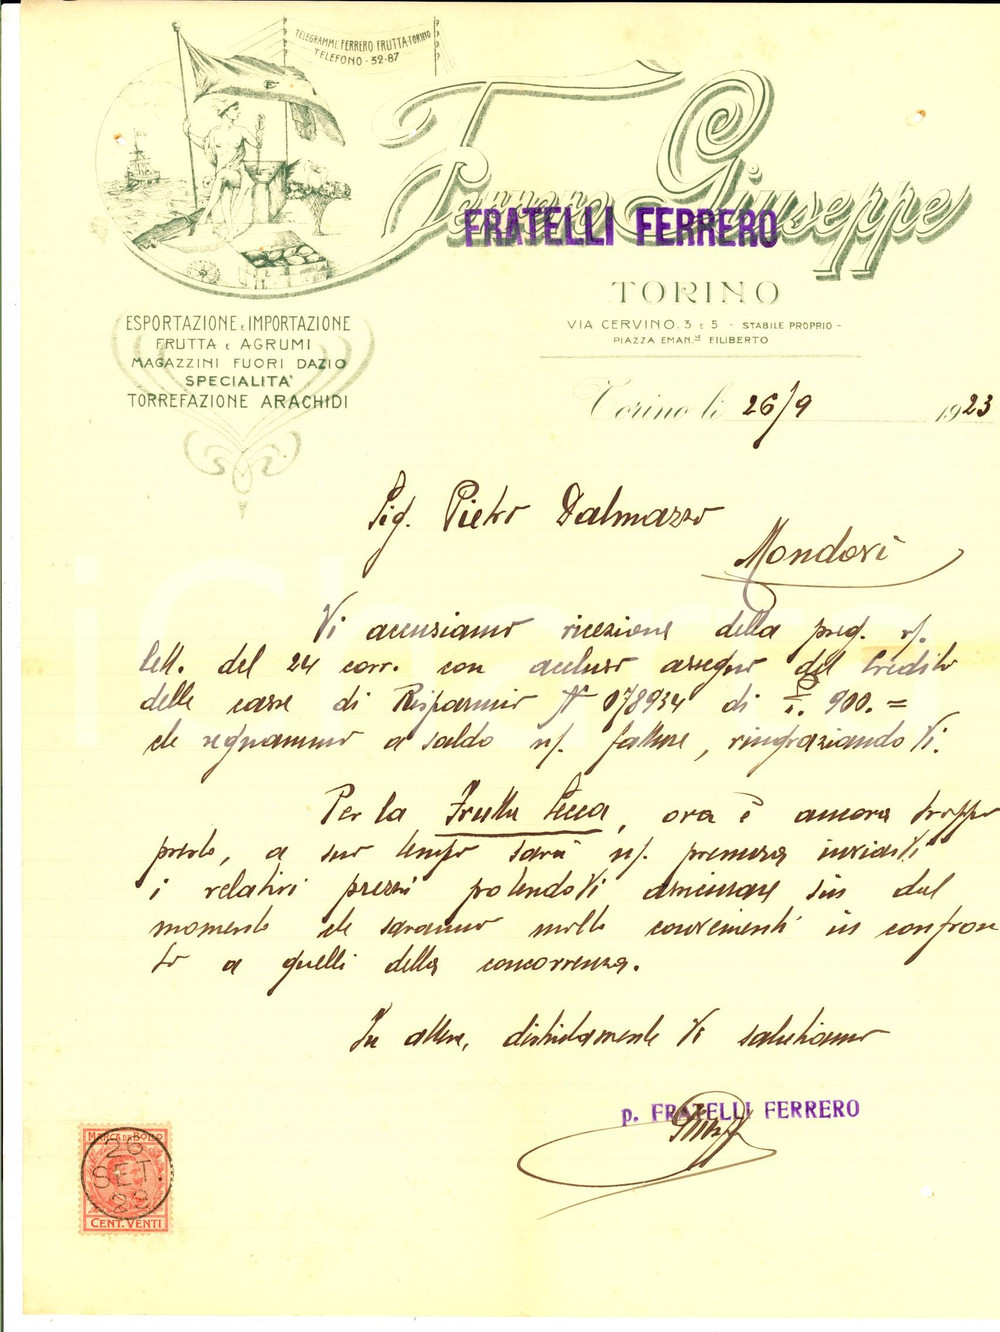 TELEGRAMMI: FERRERO FRUTTA-TORINO
TELEFONO · 52-87
Ferrero Giuseppe
FRATELLI FERRERO
TORINO
VIA CERVINO. 3 E 5 - STABILE PROPRIO -
PIAZZA EMAN.LE FILIBERTO
ESPORTAZIONE E IMPORTAZIONE
FRUTTA E AGRUMI
MAGAZZINI FUORI DAZIO
SPECIALITA'
TORREFAZIONE ARACHIDI
Torino li 26/9 1923
Sig. Pietro Dalmazzo
Mondovì
Vi accusiamo ricezione della preg. v/.
lett. del 24 corr. con accluso assegno del Credito
delle casse di Risparmio N° 078934 di £. 900. =
che segnammo a saldo n/. fatture, ringraziandovi.
Per la Frutta Secca, ora è ancora troppo
presto, a suo tempo sarà n/. premura inviarVi
i relativi prezzi potendoVi assicurare sin dal
momento che saranno molto convenienti in confron
to a quelli della concorrenza.
In attesa, distintamente Vi salutiamo
p. FRATELLI FERRERO
MARCA DA BOLLO
26
SET.
23
CENT. VENTI